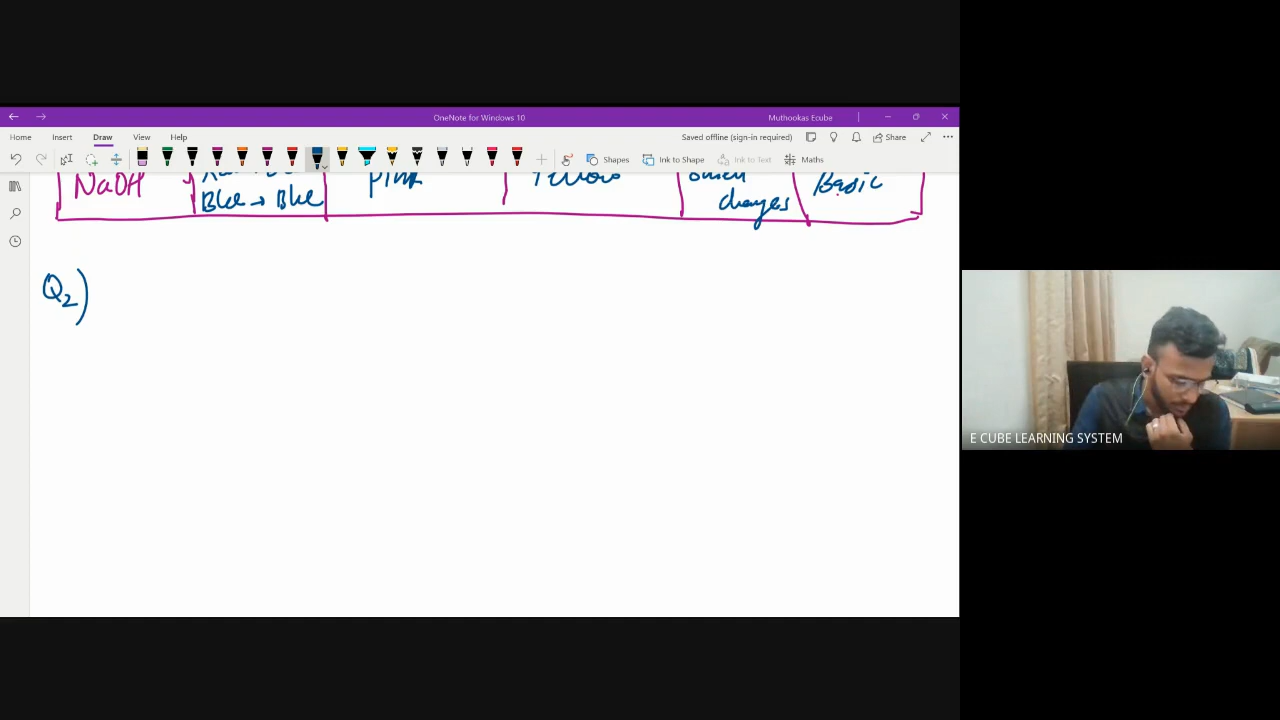 OneNote for Windows 10
Muthookas Ecube
Home Insert Draw View Help
Saved offline (sign-in required)
Share
Shapes
Ink to Shape
Ink to Text
Maths
NaOH
Pink
Yellow
changes
Basic
Blue → Blue
Q2)
E CUBE LEARNING SYSTEM